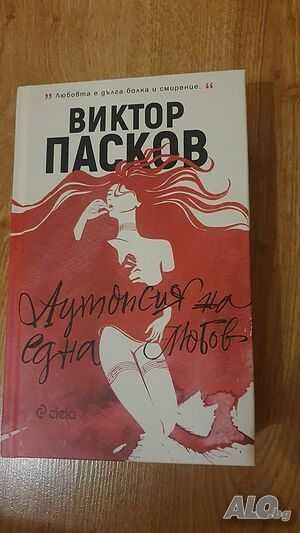 „ Любовта е дълга болка и смирение. “
ВИКТОР
ПАСКОВ
Аутопсия на
една Любов
ciela
ALO.bg